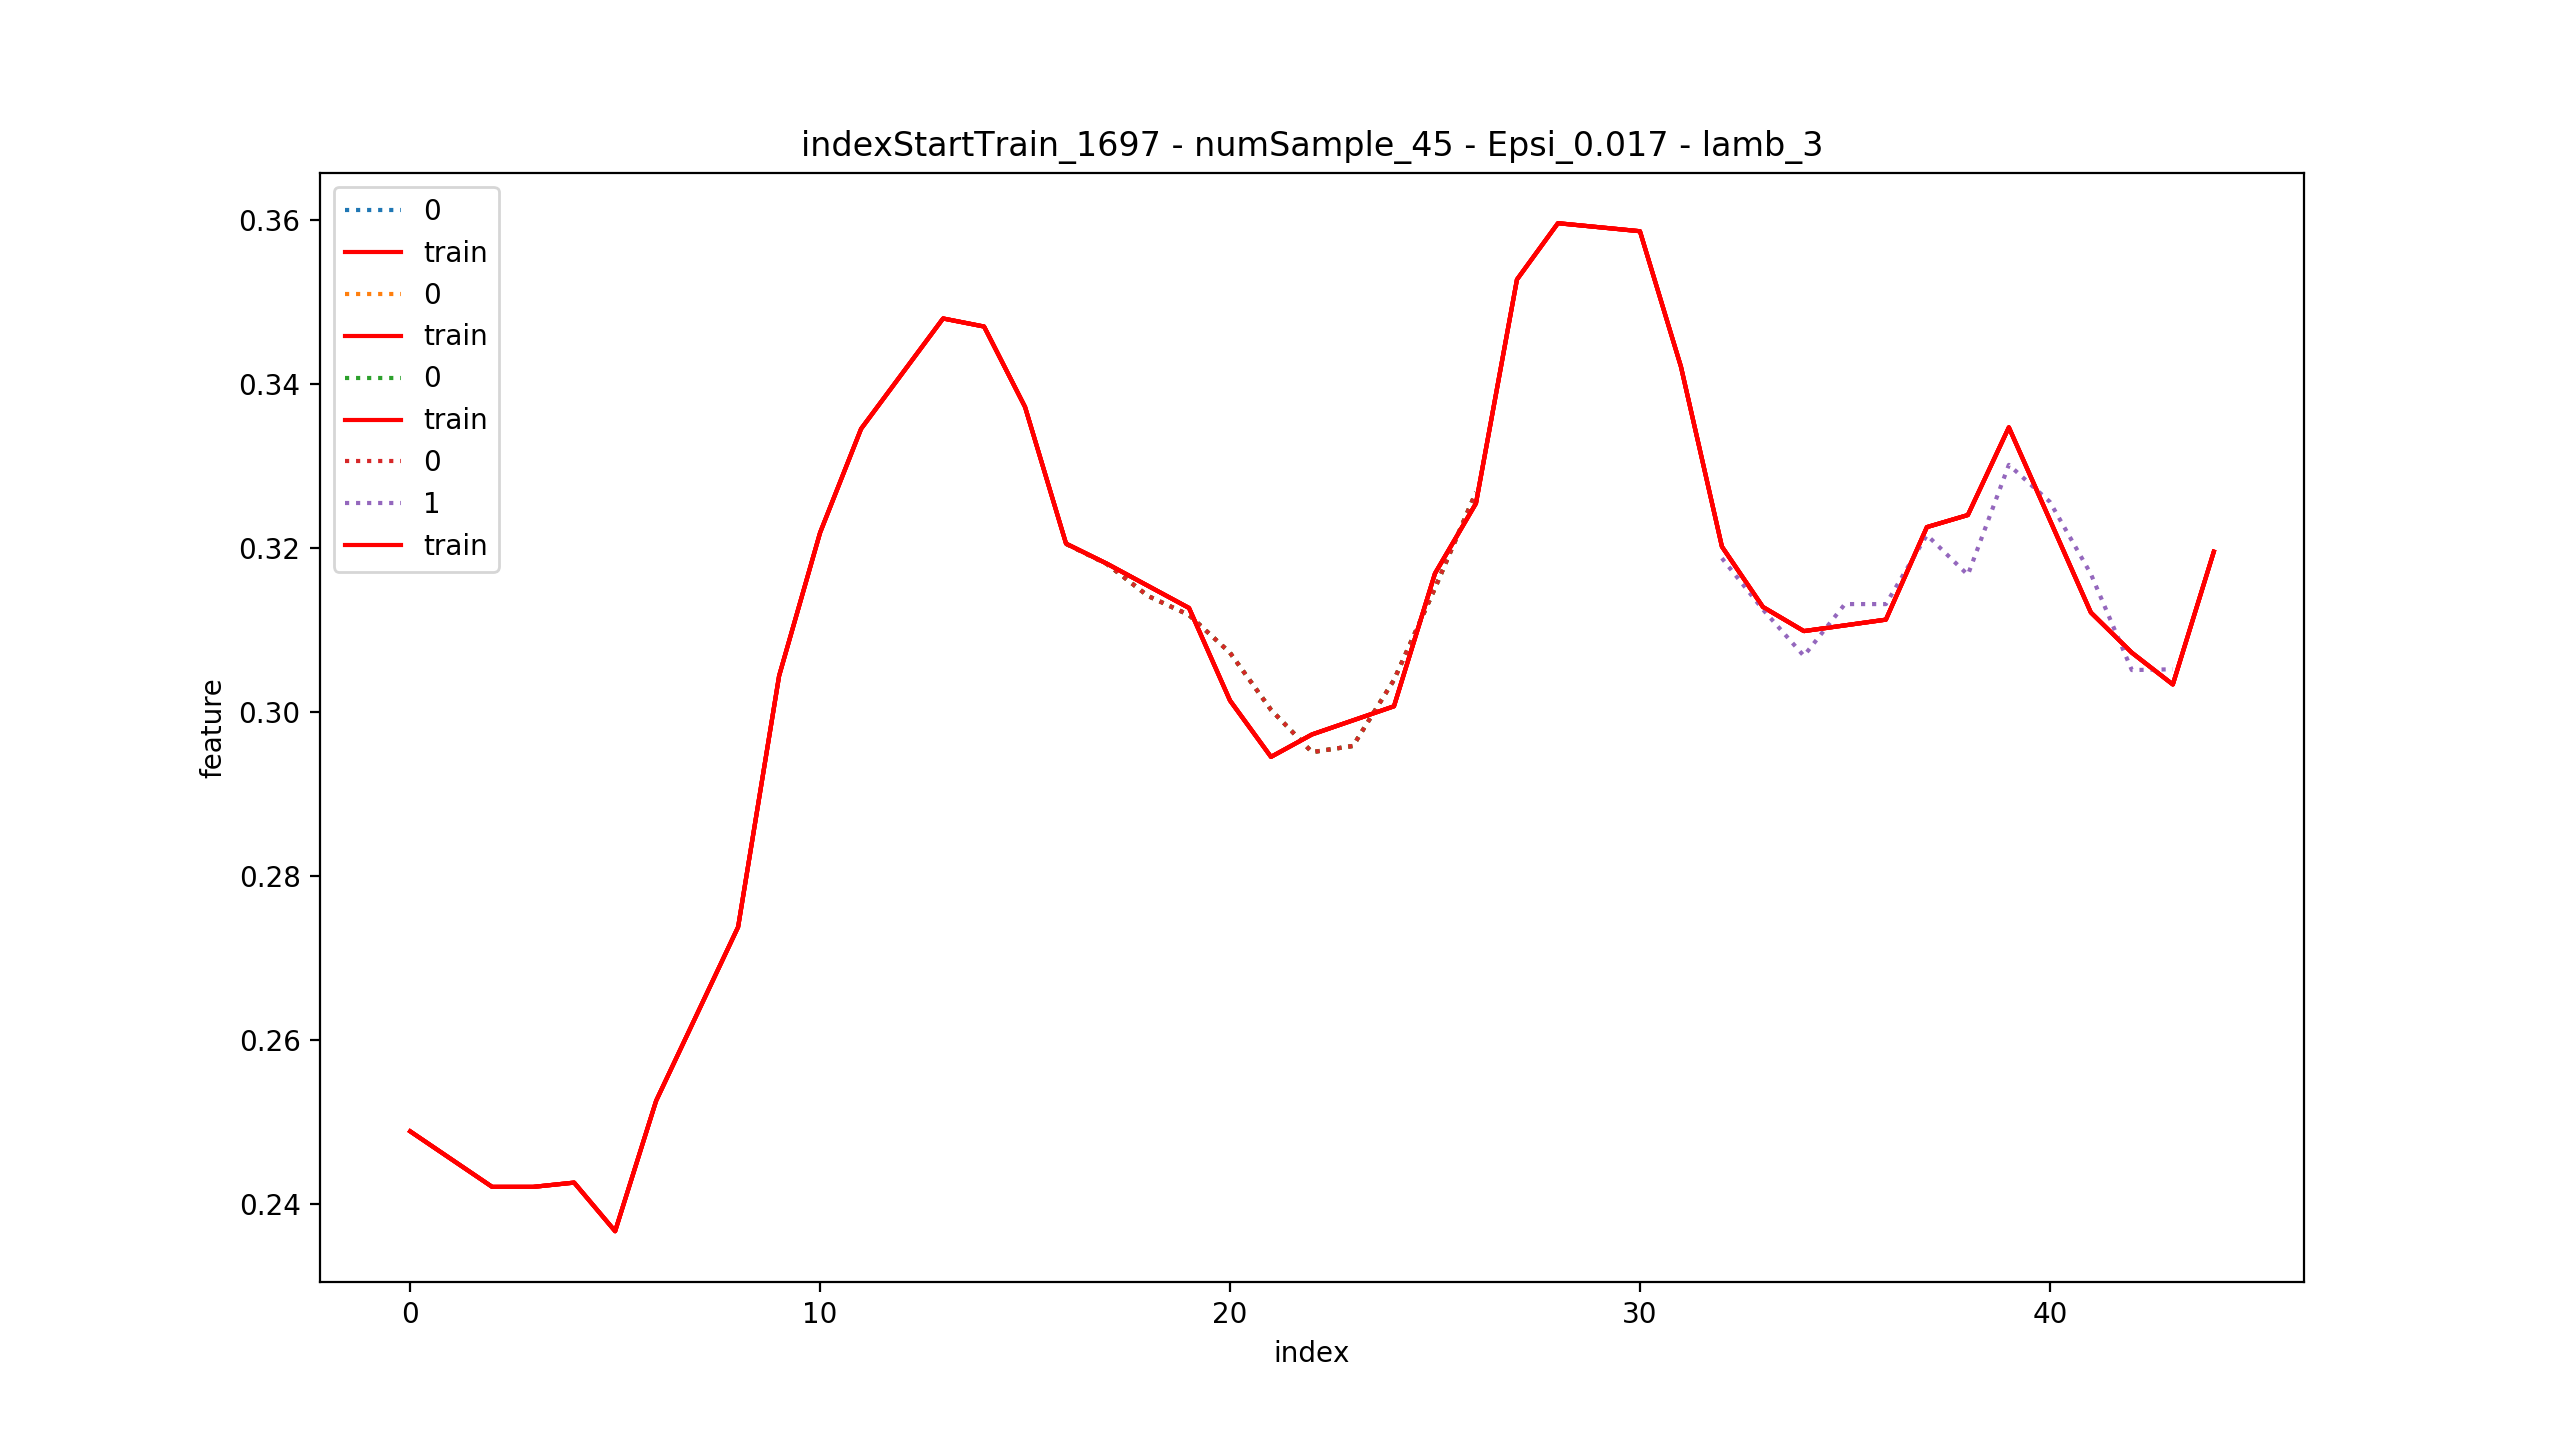 indexStartTrain_1697 - numSample_45 - Epsi_0.017 - lamb_3
0
train
0
train
0
train
0
1
train
0.36
0.34
0.32
0.30
0.28
0.26
0.24
feature
0 10 20 30 40
index